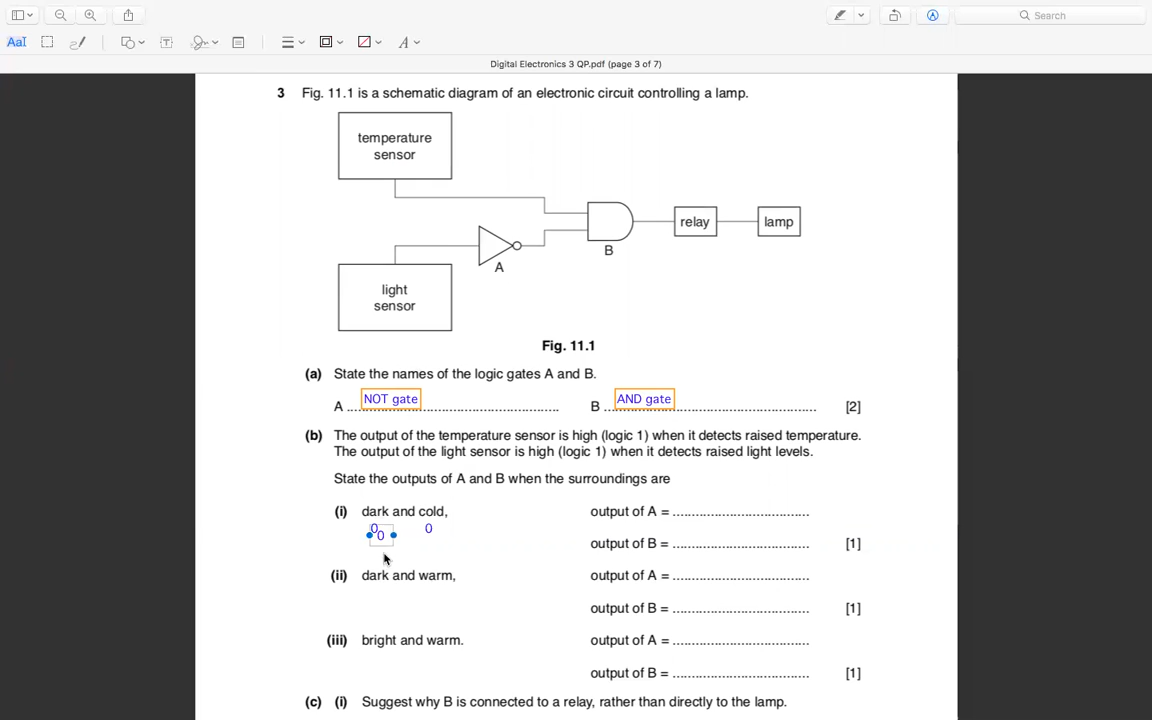 Search
AaI
Digital Electronics 3 QP.pdf (page 3 of 7)
3 Fig. 11.1 is a schematic diagram of an electronic circuit controlling a lamp.
temperature
sensor
relay
lamp
B
A
light
sensor
Fig. 11.1
(a) State the names of the logic gates A and B.
A ...NOT gate............................... B ...AND gate............................... [2]
(b) The output of the temperature sensor is high (logic 1) when it detects raised temperature.
The output of the light sensor is high (logic 1) when it detects raised light levels.
State the outputs of A and B when the surroundings are
(i) dark and cold, output of A = ...................................
0 0
0
output of B = ................................... [1]
(ii) dark and warm, output of A = ...................................
output of B = ................................... [1]
(iii) bright and warm. output of A = ...................................
output of B = ................................... [1]
(c) (i) Suggest why B is connected to a relay, rather than directly to the lamp.